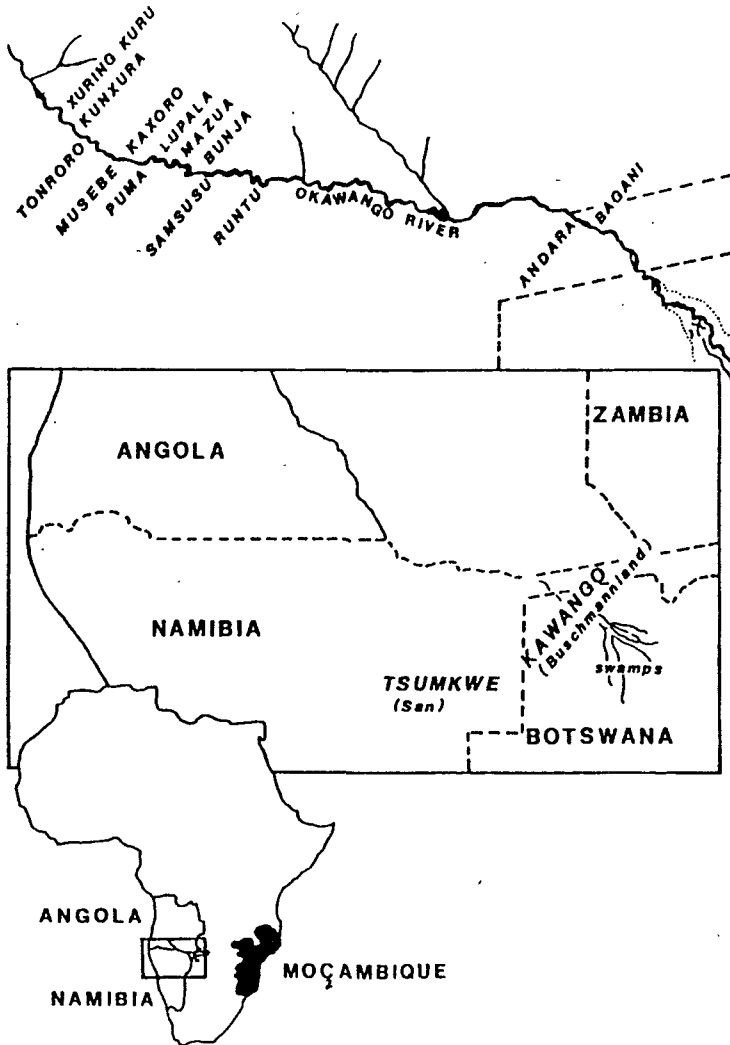 XURING KURU
KUNXURA
TONRORO
KAXORO
MUSEBE
LUPALA
PUMA
MAZUA
BUNJA
SAMSUSU
RUNTU
OKAWANGO RIVER
ANDARA
BAGANI
ANGOLA
ZAMBIA
NAMIBIA
KAWANGO
(Buschmannland)
swamps
TSUMKWE
(San)
BOTSWANA
ANGOLA
MOÇAMBIQUE
NAMIBIA